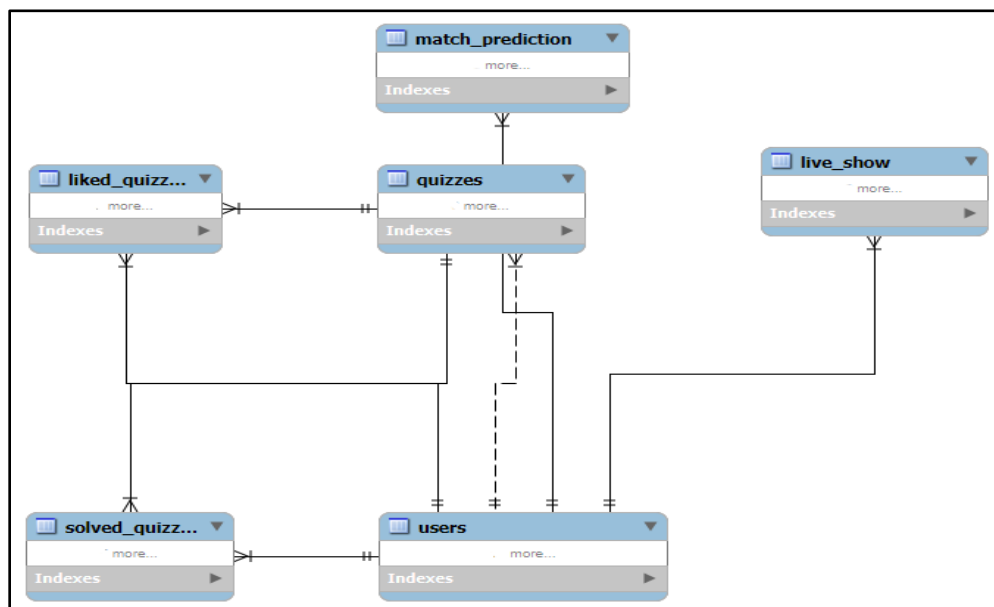 match_prediction
more...
Indexes
liked_quizz...
more...
Indexes
quizzes
more...
Indexes
live_show
more...
Indexes
solved_quizz...
more...
Indexes
users
more...
Indexes